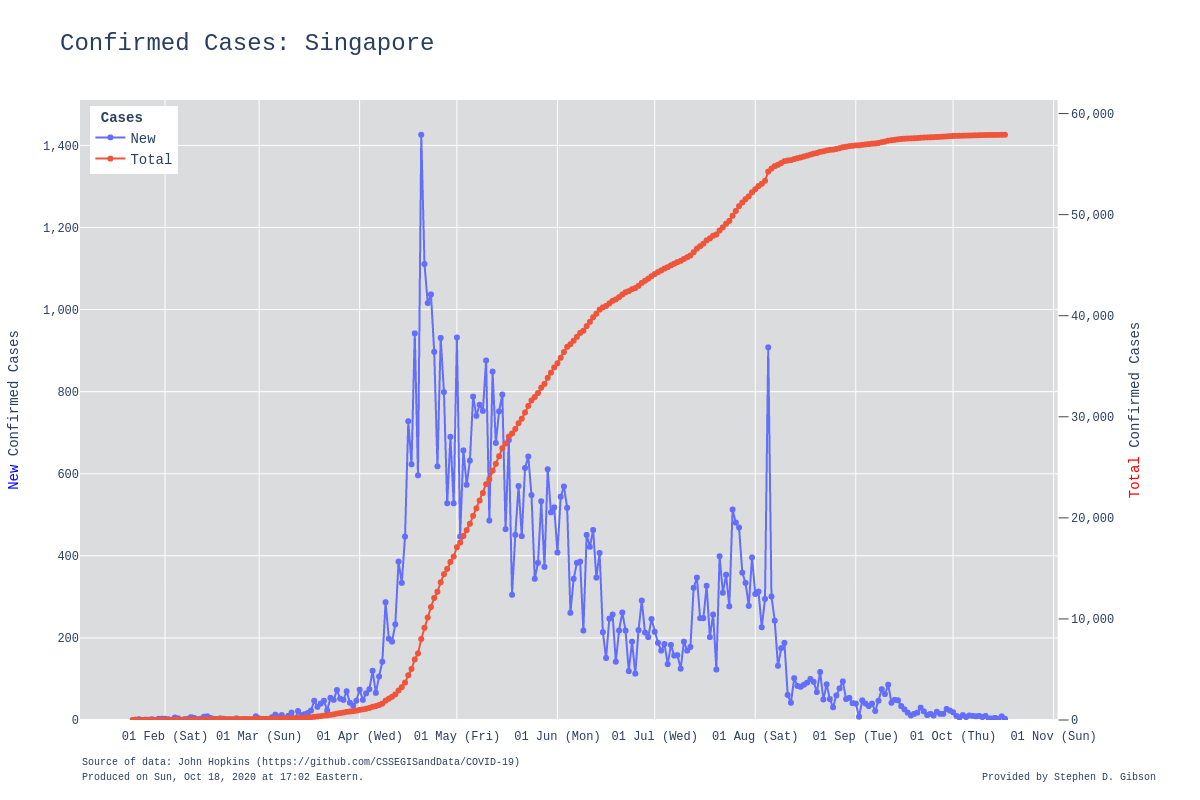 Confirmed Cases: Singapore
Cases
New
Total
1,400
1,200
1,000
800
600
400
200
0
New Confirmed Cases
60,000
50,000
40,000
30,000
20,000
10,000
0
Total Confirmed Cases
01 Feb (Sat) 01 Mar (Sun) 01 Apr (Wed) 01 May (Fri) 01 Jun (Mon) 01 Jul (Wed) 01 Aug (Sat) 01 Sep (Tue) 01 Oct (Thu) 01 Nov (Sun)
Source of data: John Hopkins (https://github.com/CSSEGISandData/COVID-19)
Produced on Sun, Oct 18, 2020 at 17:02 Eastern.
Provided by Stephen D. Gibson